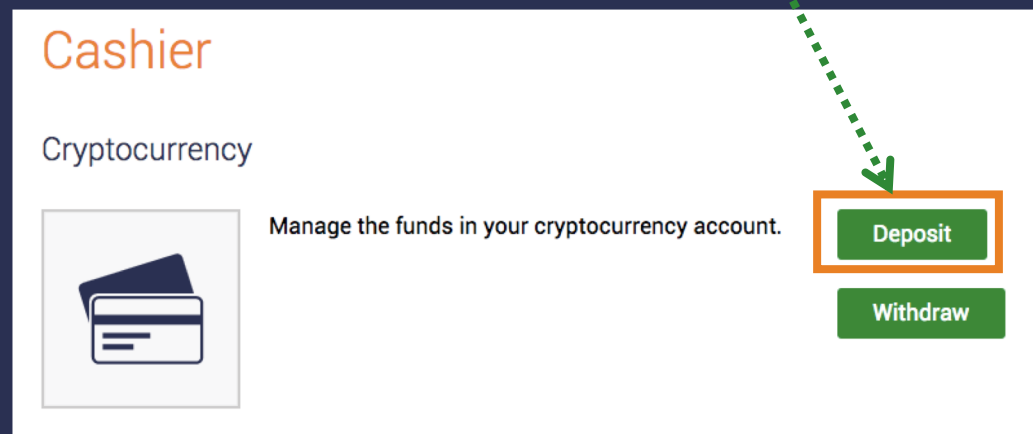 Cashier
Cryptocurrency
Manage the funds in your cryptocurrency account.
Deposit
Withdraw